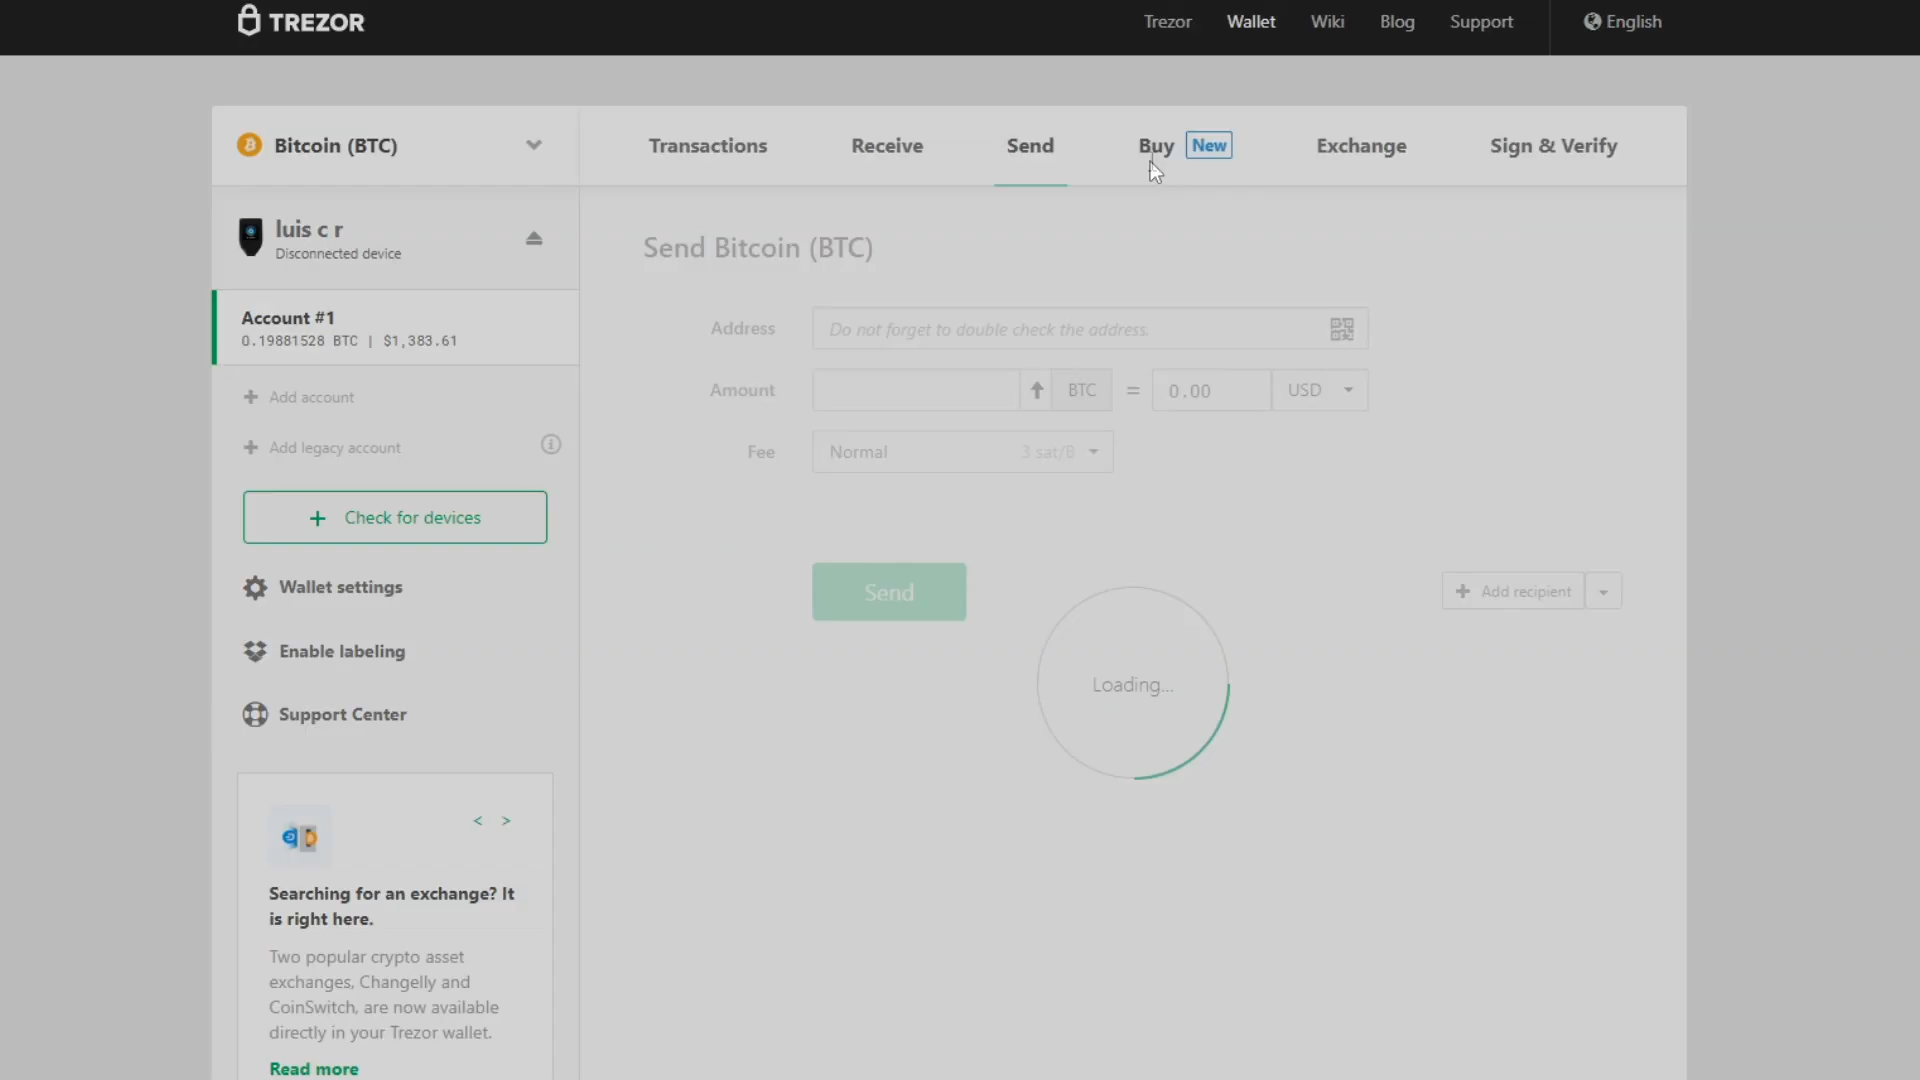 TREZOR
Trezor Wallet Wiki Blog Support English
Bitcoin (BTC)
Transactions Receive Send Buy New Exchange Sign & Verify
luis c r
Disconnected device
Account #1
0.19881528 BTC | $1,383.61
Add account
Add legacy account
Check for devices
Wallet settings
Enable labeling
Support Center
< >
Searching for an exchange? It
is right here.
Two popular crypto asset
exchanges, Changelly and
CoinSwitch, are now available
directly in your Trezor wallet.
Read more
Send Bitcoin (BTC)
Address Do not forget to double check the address.
Amount BTC = 0.00 USD
Fee Normal 3 sat/B
Send
Add recipient
Loading...